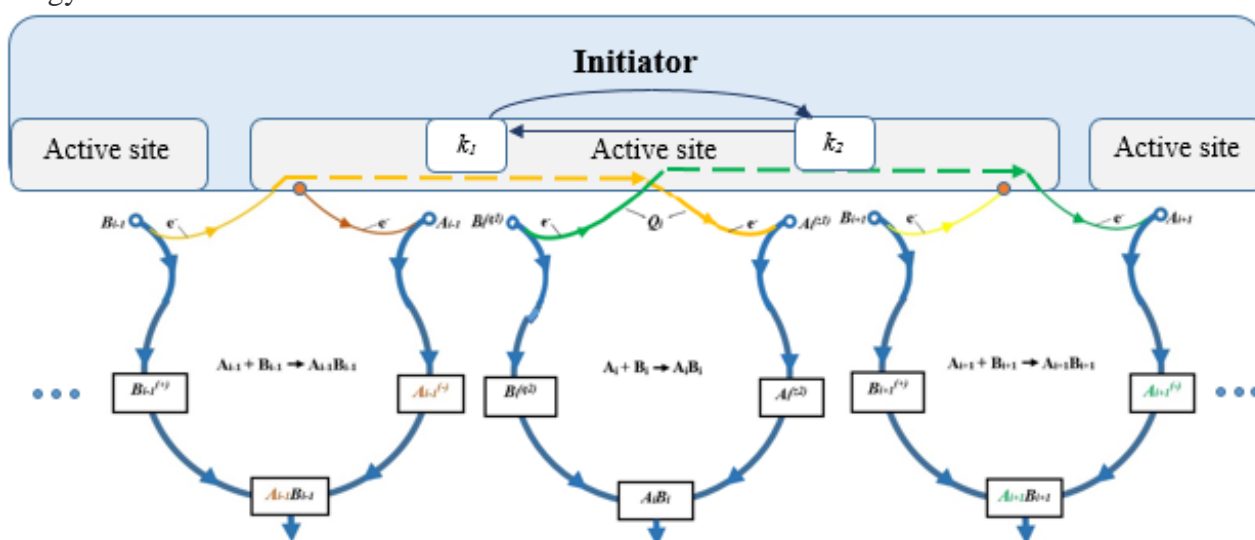 gy
Initiator
Active site
k1
Active site
k2
Active site
Bi-1
e-
e-
Ai-1
Bi(q1)
e-
Qi
e-
Ai(z1)
Bi+1
e-
e-
Ai+1
Ai-1 + Bi-1 → Ai-1Bi-1
Ai + Bi → AiBi
Ai+1 + Bi+1 → Ai+1Bi+1
Bi-1(+)
Ai-1(-)
Bi(q2)
Ai(z2)
Bi+1(+)
Ai+1(-)
Ai-1Bi-1
AiBi
Ai+1Bi+1